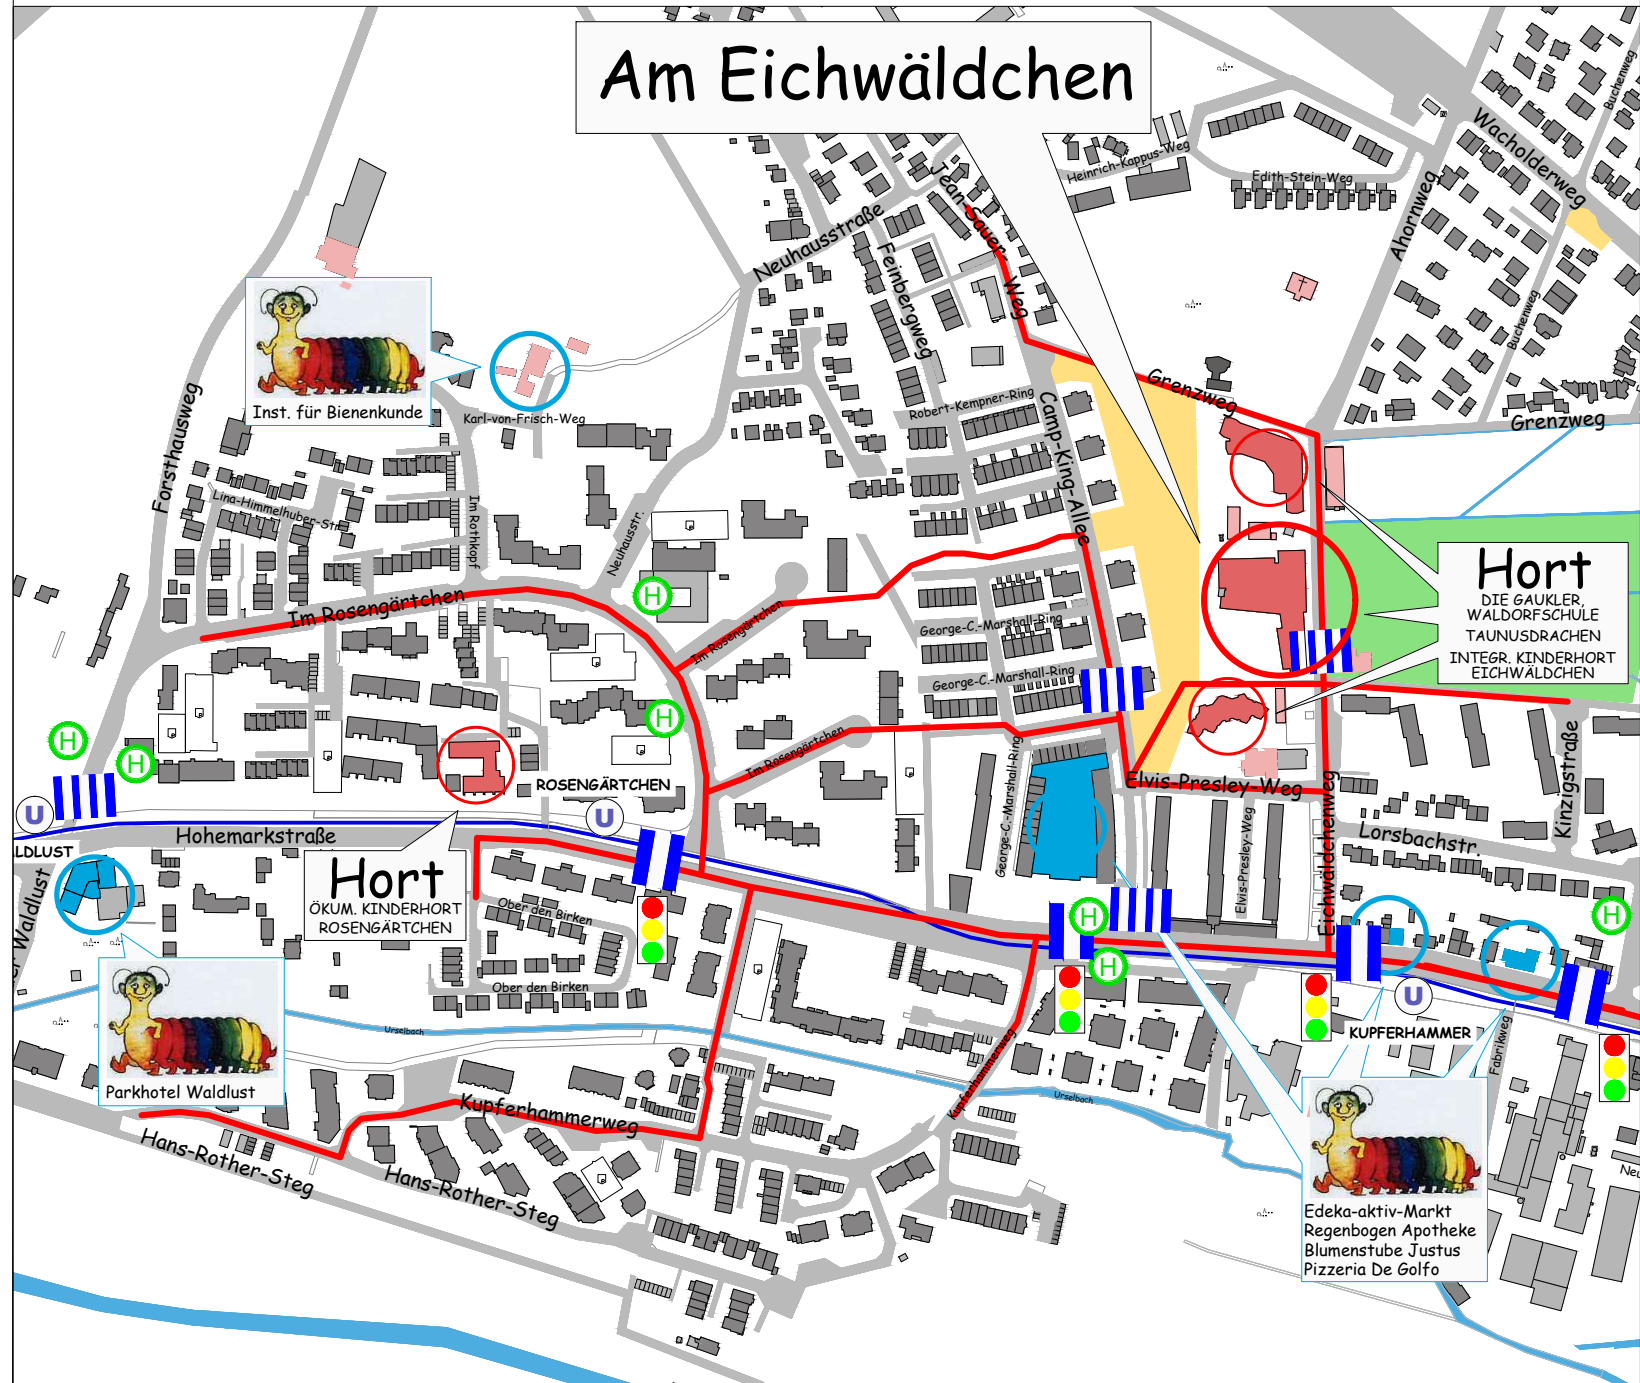 Am Eichwäldchen
Buchenweg
Wacholderweg
Heinrich-Kappus-Weg
Edith-Stein-Weg
Jean-Sauer-Weg
Ahornweg
Neuhausstraße
Feinbergweg
Buchenweg
Inst. für Bienenkunde
Karl-von-Frisch-Weg
Forsthausweg
Grenzweg
Grenzweg
Robert-Kempner-Ring
Camp-King-Allee
Lina-Himmelhuber-Str.
Im Rothkopf
Neuhausstr.
Hort
DIE GAUKLER,
WALDORFSCHULE
TAUNUSDRACHEN
INTEGR. KINDERHORT
EICHWÄLDCHEN
Im Rosengärtchen
H
Im Rosengärtchen
George-C.-Marshall-Ring
George-C.-Marshall-Ring
H
H
H
Im Rosengärtchen
ROSENGÄRTCHEN
George-C.-Marshall-Ring
Elvis-Presley-Weg
Elvis-Presley-Weg
Eichwäldchenweg
Kinzigstraße
Lorsbachstr.
U
U
Hohemarkstraße
ALDLUST
er Waldlust
Hort
ÖKUM. KINDERHORT
ROSENGÄRTCHEN
Ober den Birken
Ober den Birken
H
H
H
U
KUPFERHAMMER
Fabrikweg
Urselbach
Urselbach
Parkhotel Waldlust
Kupferhammerweg
Kupferhammerweg
Hans-Rother-Steg
Hans-Rother-Steg
Neu
Edeka-aktiv-Markt
Regenbogen Apotheke
Blumenstube Justus
Pizzeria De Golfo